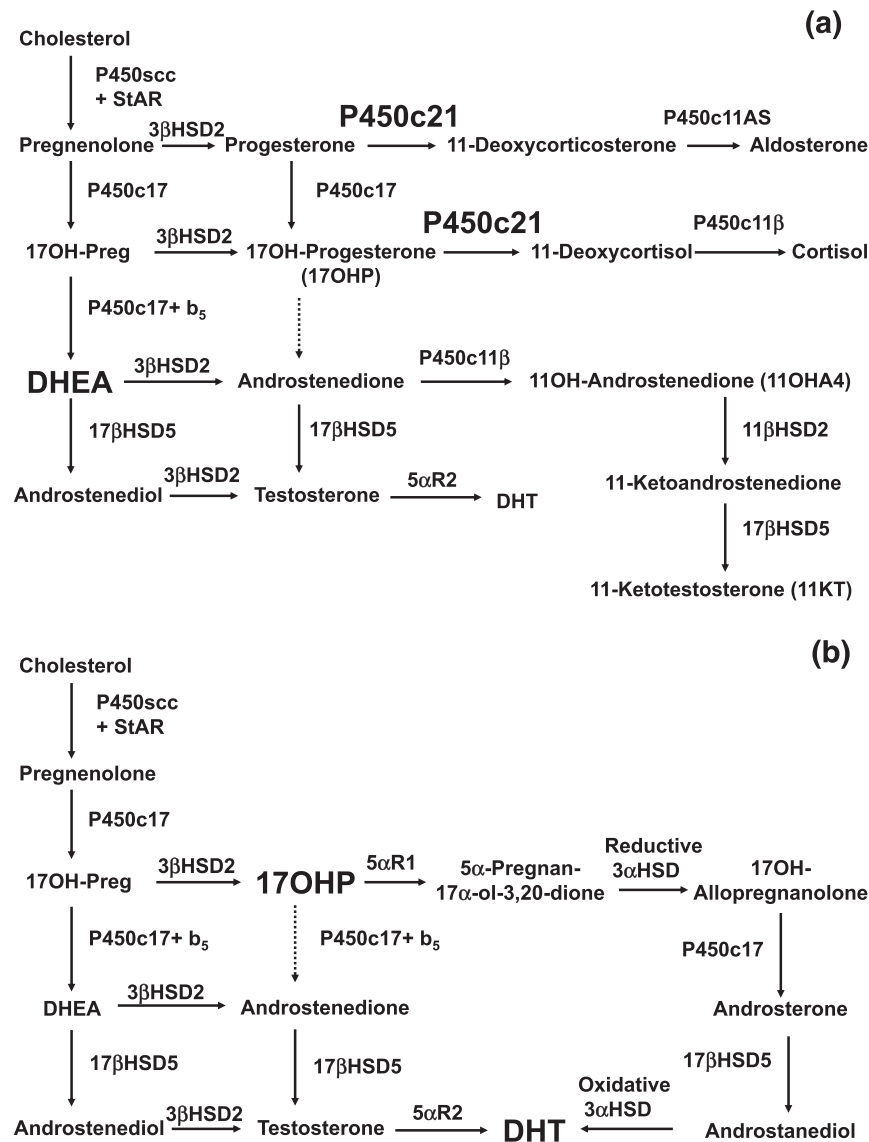 (a)
Cholesterol
P450scc
+ StAR
3βHSD2
P450c21
P450c11AS
Pregnenolone
Progesterone
11-Deoxycorticosterone
Aldosterone
P450c17
P450c17
3βHSD2
P450c21
P450c11β
17OH-Preg
17OH-Progesterone
(17OHP)
11-Deoxycortisol
Cortisol
P450c17+ b₅
3βHSD2
P450c11β
DHEA
Androstenedione
11OH-Androstenedione (11OHA4)
17βHSD5
17βHSD5
11βHSD2
3βHSD2
5αR2
Androstenediol
Testosterone
DHT
11-Ketoandrostenedione
17βHSD5
11-Ketotestosterone (11KT)
(b)
Cholesterol
P450scc
+ StAR
Pregnenolone
P450c17
3βHSD2
5αR1
Reductive
3αHSD
17OH-Preg
17OHP
5α-Pregnan-
17α-ol-3,20-dione
17OH-
Allopregnanolone
P450c17+ b₅
P450c17+ b₅
P450c17
3βHSD2
DHEA
Androstenedione
Androsterone
17βHSD5
17βHSD5
17βHSD5
3βHSD2
5αR2
Oxidative
3αHSD
Androstenediol
Testosterone
DHT
Androstanediol